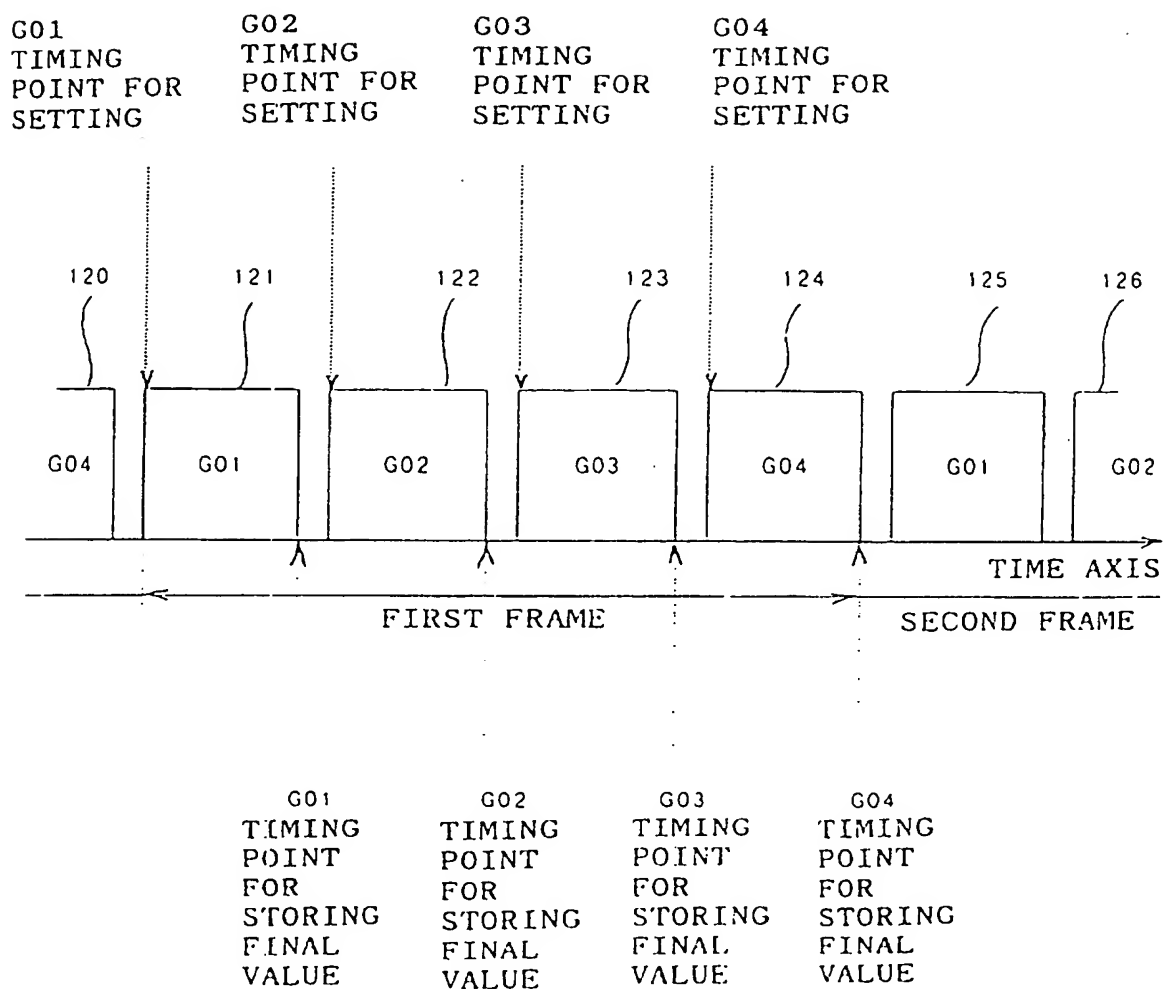 G01
TIMING
POINT FOR
SETTING
G02
TIMING
POINT FOR
SETTING
G03
TIMING
POINT FOR
SETTING
G04
TIMING
POINT FOR
SETTING
120
121
122
123
124
125
126
G04
G01
G02
G03
G04
G01
G02
TIME AXIS
FIRST FRAME
SECOND FRAME
G01
TIMING
POINT
FOR
STORING
FINAL
VALUE
G02
TIMING
POINT
FOR
STORING
FINAL
VALUE
G03
TIMING
POINT
FOR
STORING
FINAL
VALUE
G04
TIMING
POINT
FOR
STORING
FINAL
VALUE